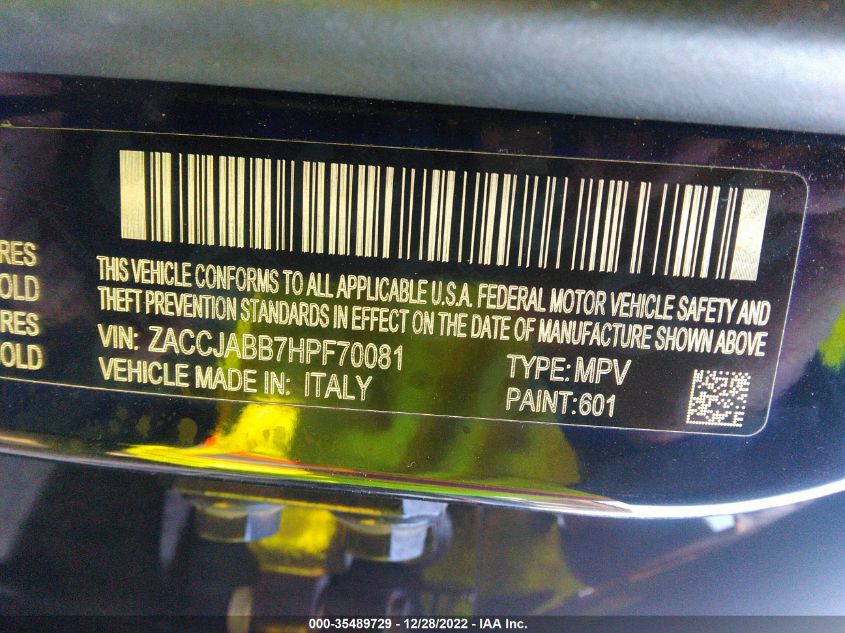 RES
OLD
RES
OLD
THIS VEHICLE CONFORMS TO ALL APPLICABLE U.S.A. FEDERAL MOTOR VEHICLE SAFETY AND
THEFT PREVENTION STANDARDS IN EFFECT ON THE DATE OF MANUFACTURE SHOWN ABOVE
VIN: ZACCJABB7HPF70081
TYPE: MPV
VEHICLE MADE IN: ITALY
PAINT:601
000-35489729 - 12/28/2022 - IAA Inc.